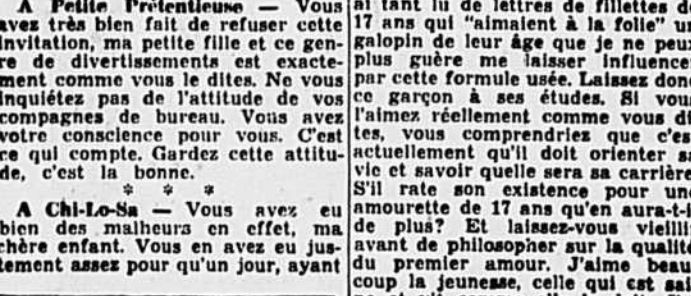 A Petite Prétentieuse — Vous
avez très bien fait de refuser cette
invitation, ma petite fille et ce gen-
re de divertissements est exacte-
ment comme vous le dites. Ne vous
inquiétez pas de l'attitude de vos
compagnes de bureau. Vous avez
votre conscience pour vous. C'est
ce qui compte. Gardez cette attitu-
de, c'est la bonne.
* * *
A Chi-Lo-Sa — Vous avez eu
bien des malheurs en effet, ma
chère enfant. Vous en avez eu jus-
tement assez pour qu'un jour, ayant
ai tant lu de lettres de fillettes de
17 ans qui "aimaient à la folie" un
galopin de leur âge que je ne peux
plus guère me laisser influencer
par cette formule usée. Laissez donc
ce garçon à ses études. Si vous
l'aimez réellement comme vous di
tes, vous comprendriez que c'est
actuellement qu'il doit orienter sa
vie et savoir quelle sera sa carrière.
S'il rate son existence pour une
amourette de 17 ans qu'en aura-t-il
de plus? Et laissez-vous vieillir
avant de philosopher sur la qualité
du premier amour. J'aime beau-
coup la jeunesse, celle qui est